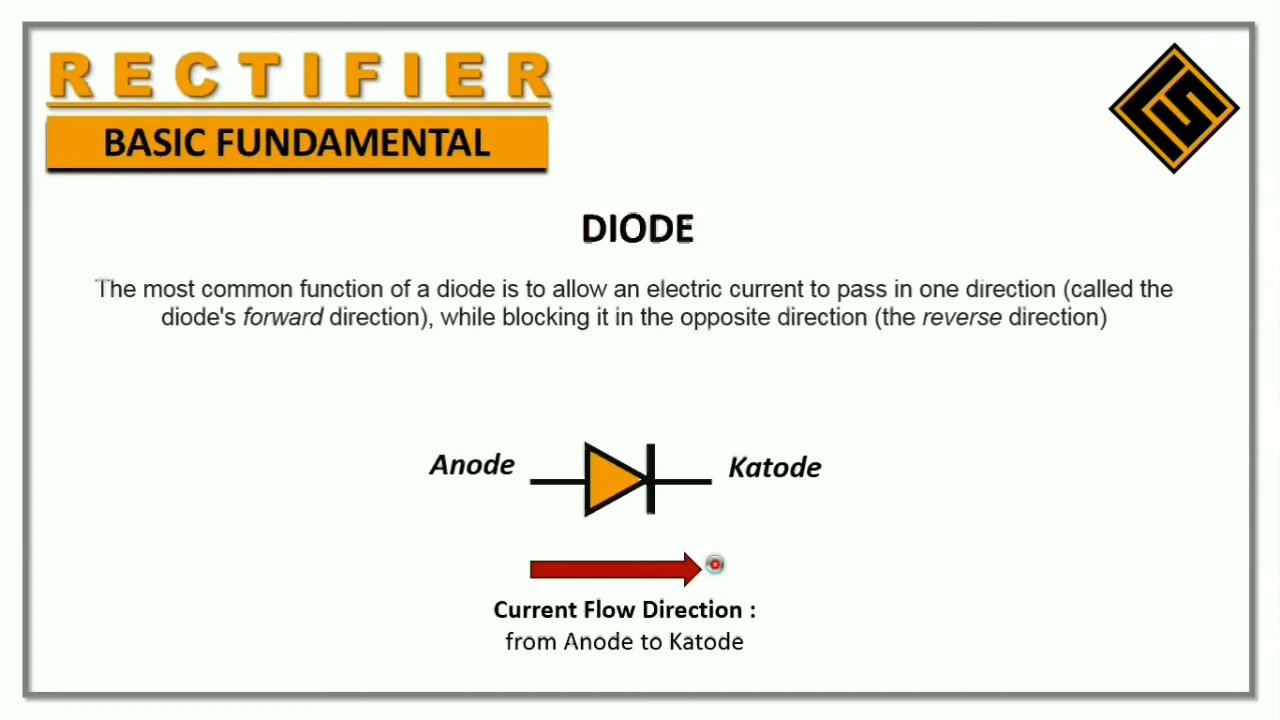 RECTIFIER
BASIC FUNDAMENTAL
DIODE
The most common function of a diode is to allow an electric current to pass in one direction (called the
diode's forward direction), while blocking it in the opposite direction (the reverse direction)
Anode
Katode
Current Flow Direction :
from Anode to Katode